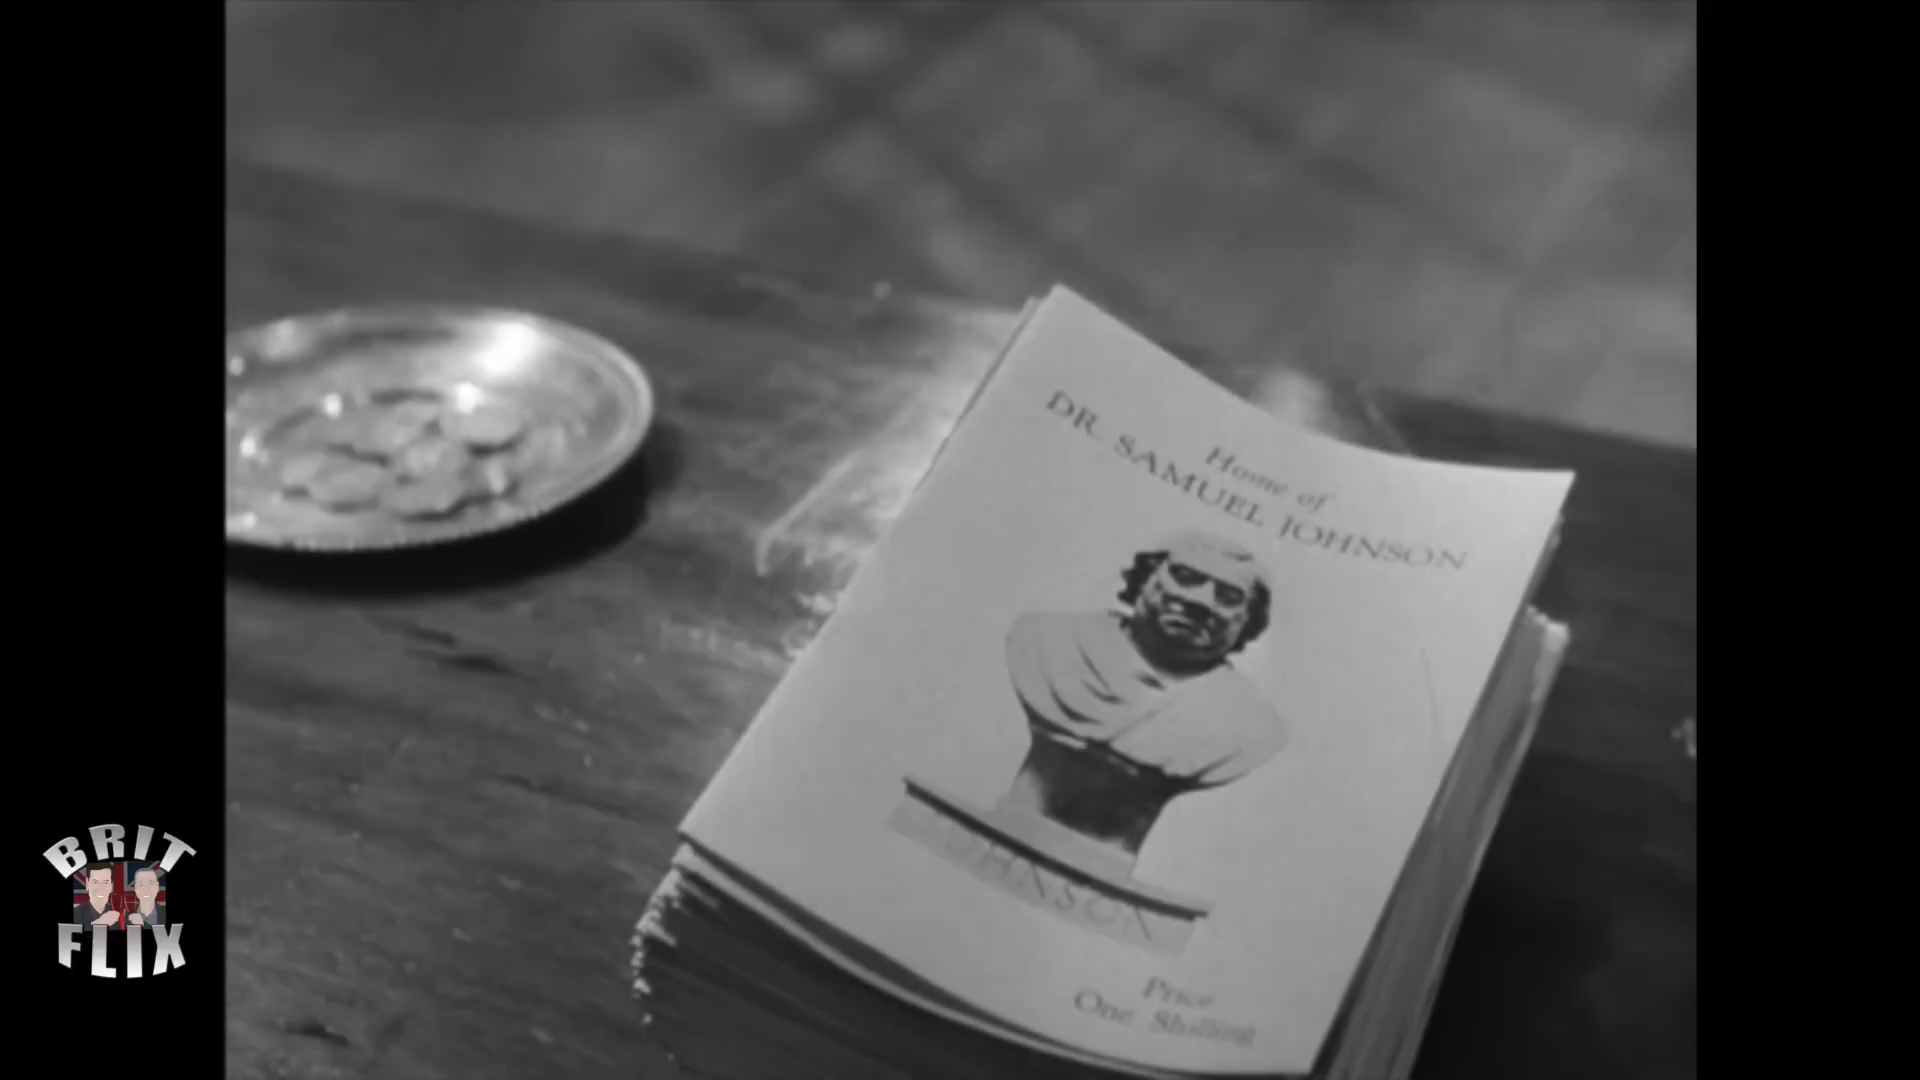 Home of
DR. SAMUEL JOHNSON
JOHNSON
Price
One Shilling
BRIT
FLIX